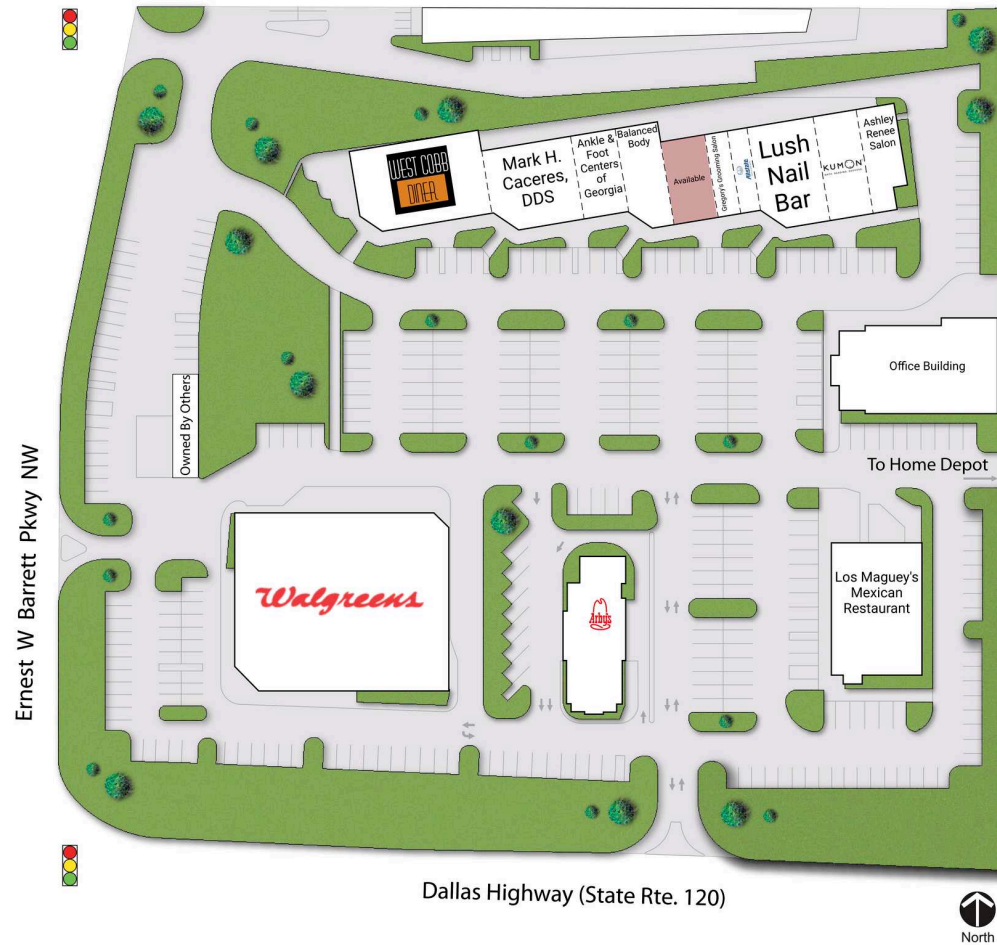 WEST COBB
DINER
Mark H.
Caceres,
DDS
Ankle &
Foot
Centers
of
Georgia
Balanced
Body
Available
Gregory's Grooming Salon
Allstate
Lush
Nail
Bar
KUMON
Ashley
Renee
Salon
Office Building
Owned By Others
To Home Depot
Ernest W Barrett Pkwy NW
Walgreens
Arby's
Los Maguey's
Mexican
Restaurant
Dallas Highway (State Rte. 120)
North